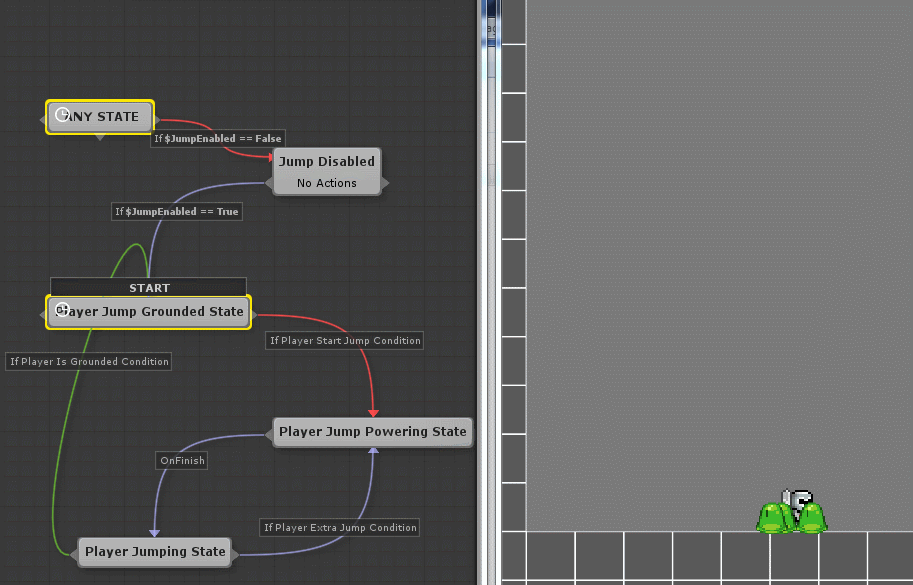 ANY STATE
If $JumpEnabled == False
Jump Disabled
No Actions
If $JumpEnabled == True
START
Player Jump Grounded State
If Player Start Jump Condition
If Player Is Grounded Condition
Player Jump Powering State
OnFinish
If Player Extra Jump Condition
Player Jumping State